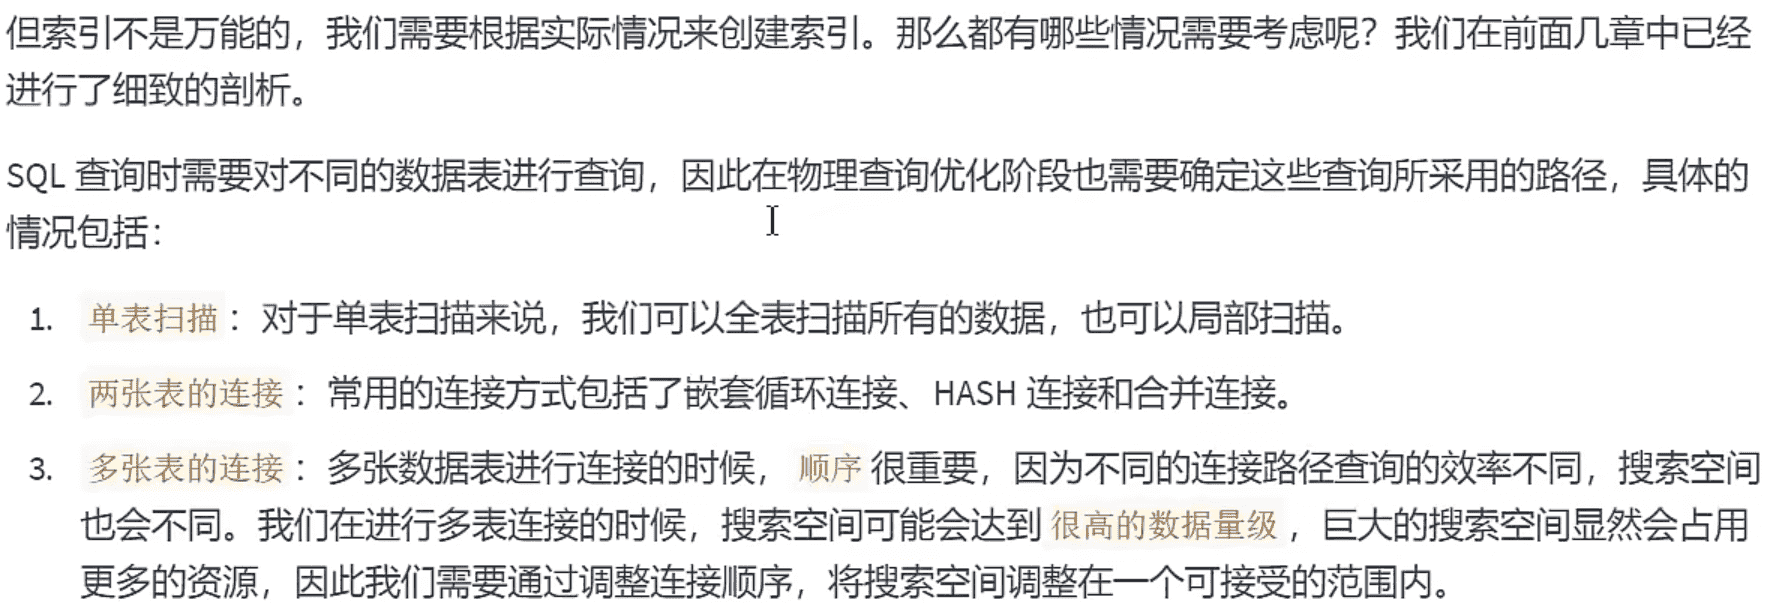 但索引不是万能的，我们需要根据实际情况来创建索引。那么都有哪些情况需要考虑呢？我们在前面几章中已经
进行了细致的剖析。
SQL 查询时需要对不同的数据表进行查询，因此在物理查询优化阶段也需要确定这些查询所采用的路径，具体的
情况包括：
1. 单表扫描：对于单表扫描来说，我们可以全表扫描所有的数据，也可以局部扫描。
2. 两张表的连接：常用的连接方式包括了嵌套循环连接、HASH 连接和合并连接。
3. 多张表的连接：多张数据表进行连接的时候，顺序 很重要，因为不同的连接路径查询的效率不同，搜索空间
也会不同。我们在进行多表连接的时候，搜索空间可能会达到 很高的数据量级，巨大的搜索空间显然会占用
更多的资源，因此我们需要通过调整连接顺序，将搜索空间调整在一个可接受的范围内。